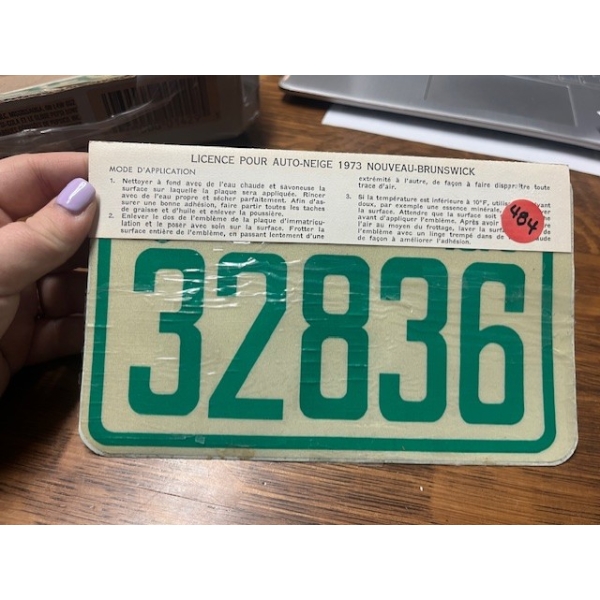 LICENCE POUR AUTO-NEIGE 1973 NOUVEAU-BRUNSWICK
MODE D'APPLICATION
1. Nettoyer à fond avec de l'eau chaude et savoneuse la
surface sur laquelle la plaque sera apliquée. Rincer
avec de l'eau propre et sécher parfaitement. Afin d'as-
surer une bonne adhésion, faire partir toutes les taches
de graisse et d'huile et enlever la poussière.
2. Enlever le dos de l'emblème de la plaque d'immatricu-
lation et le poser avec soin sur la surface. Frotter la
surface entière de l'emblème, en passant lentement d'une
extrémité à l'autre, de façon à faire disparaître toute
trace d'air.
3. Si la température est inférieure à 10°F,
doux, par exemple une essence minérale,
la surface. Attendre que la surface soit
avant d'appliquer l'emblème. Après avoir
l'air au moyen du frottage, laver la
l'emblème avec un linge trempé dans de
de façon à améliorer l'adhésion.
484
32836